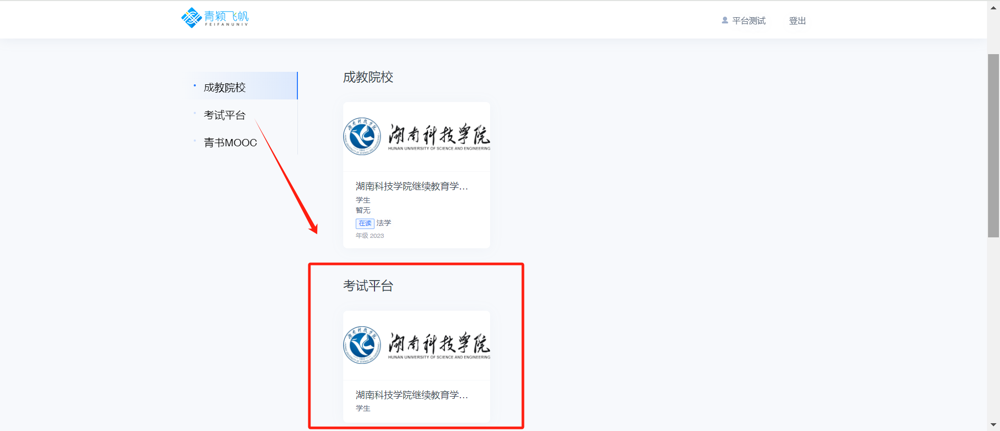 青颖飞帆
FEIFANUNIV
平台测试
登出
成教院校
考试平台
青书MOOC
成教院校
湖南科技学院
HUNAN UNIVERSITY OF SCIENCE AND ENGINEERING
湖南科技学院继续教育学...
学生
暂无
在读 法学
年级 2023
考试平台
湖南科技学院
HUNAN UNIVERSITY OF SCIENCE AND ENGINEERING
湖南科技学院继续教育学...
学生